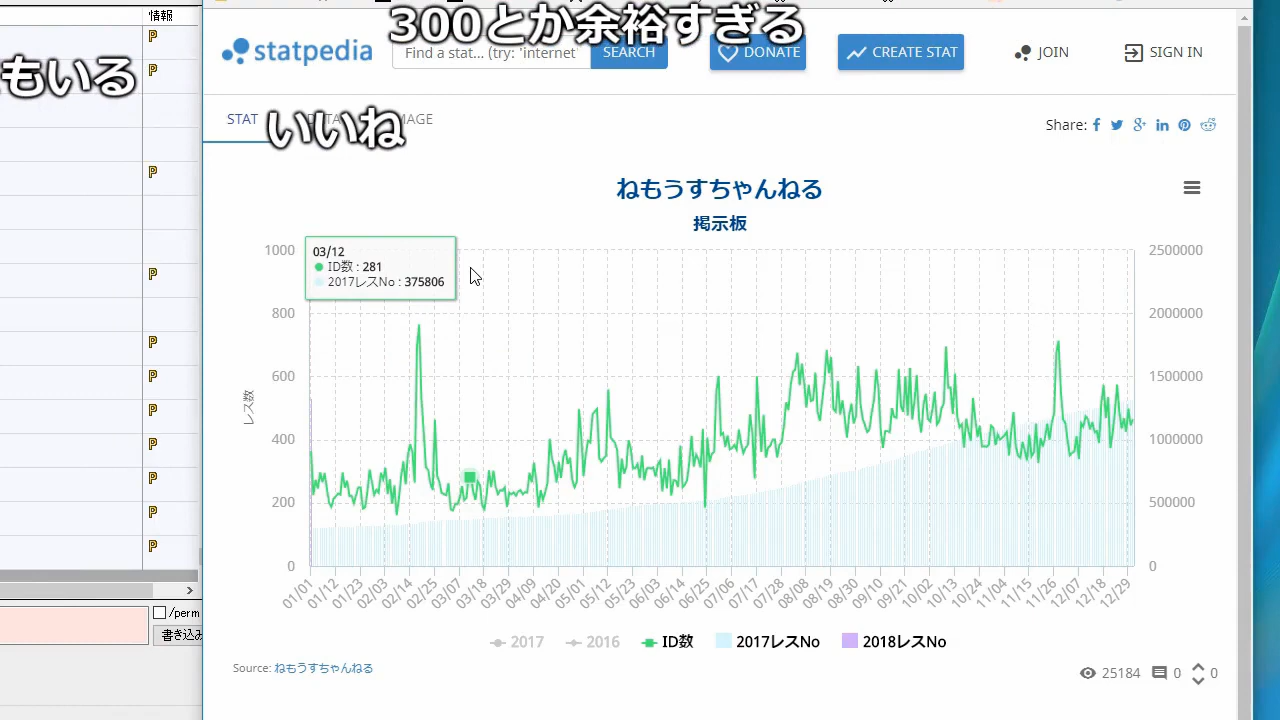 情報
300とか余裕すぎる
もいる
statpedia
Find a stat... (try: 'internet'
SEARCH
DONATE
CREATE STAT
JOIN
SIGN IN
STAT
いいね
Share:
ねもうすちゃんねる
掲示板
03/12
ID数 : 281
2017レスNo : 375806
1000
800
600
400
200
0
レス数
2500000
2000000
1500000
1000000
500000
0
01/01
01/12
01/23
02/03
02/14
02/25
03/07
03/18
03/29
04/09
04/20
05/01
05/12
05/23
06/03
06/14
06/25
07/06
07/17
07/28
08/08
08/19
08/30
09/10
09/21
10/02
10/13
10/24
11/04
11/15
11/26
12/07
12/18
12/29
2017
2016
ID数
2017レスNo
2018レスNo
/perm
書き込み
Source: ねもうすちゃんねる
25184
0
0